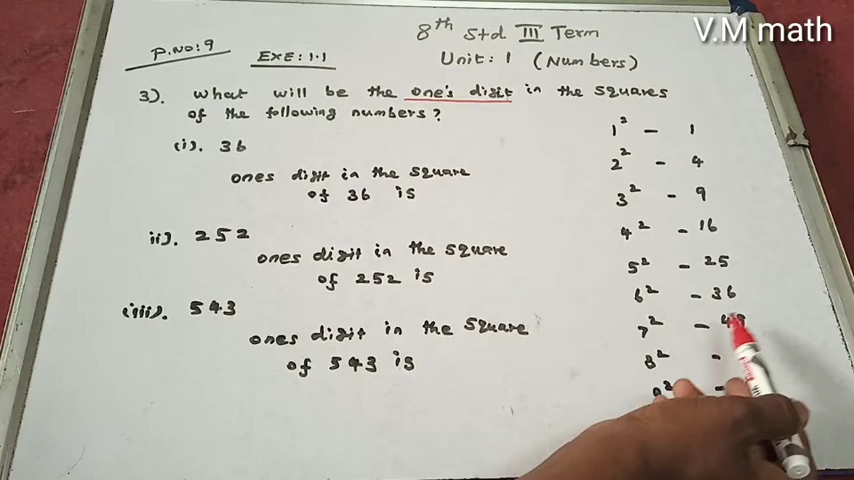 V.M math
8th Std III Term
P.NO:9
EXE:1.1
Unit: 1 (Numbers)
3). What will be the one's digit in the squares
of the following numbers?
(i). 36
ones digit in the square
of 36 is
ii). 252
ones digit in the square
of 252 is
(iii). 543
ones digit in the square
of 543 is
1² - 1
2² - 4
3² - 9
4² - 16
5² - 25
6² - 36
7² -
8² -